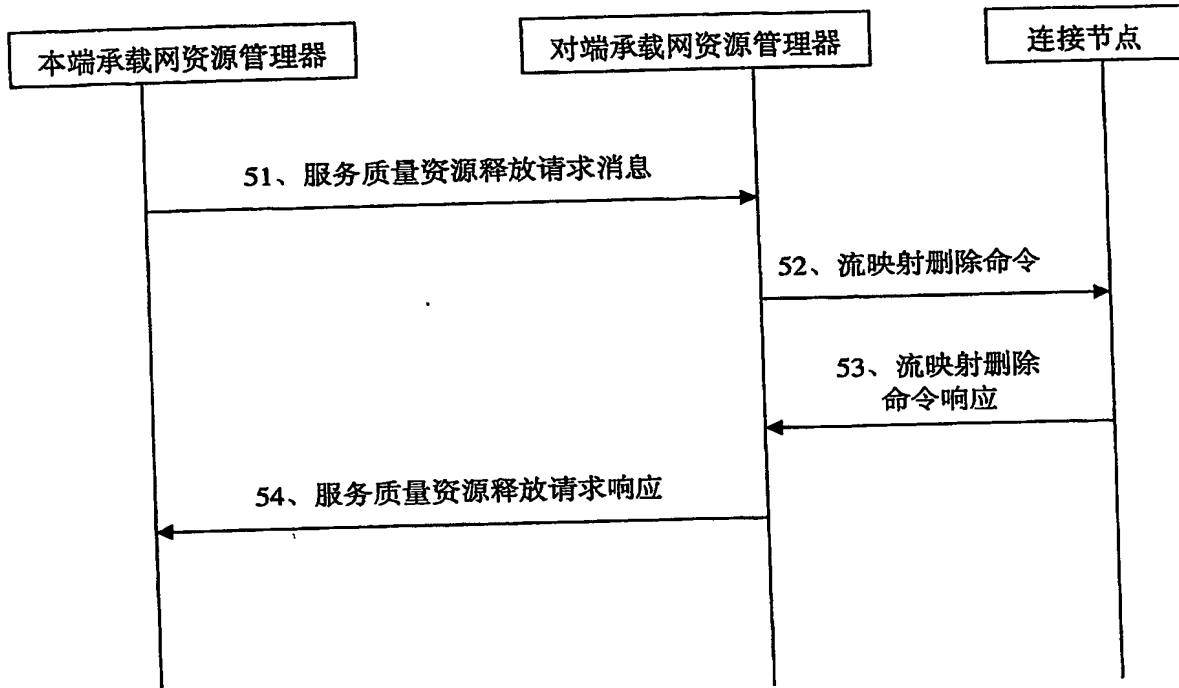 本端承载网资源管理器
对端承载网资源管理器
连接节点
51、服务质量资源释放请求消息
52、流映射删除命令
53、流映射删除
命令响应
54、服务质量资源释放请求响应